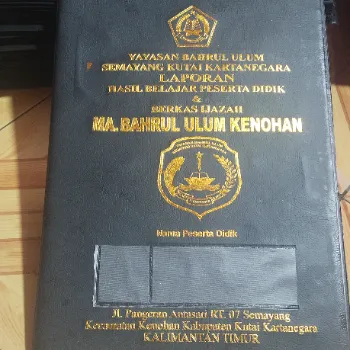 YAYASAN BAHRUL ULUM
SEMAYANG KUTAI KARTANEGARA
LAPORAN
HASIL BELAJAR PESERTA DIDIK
&
BERKAS IJAZAH
MA. BAHRUL ULUM KENOHAN
Nama Peserta Didik
Jl. Pangeran Antasari RT. 07 Semayang
Kecamatan Kenohan Kabupaten Kutai Kartanegara
KALIMANTAN TIMUR